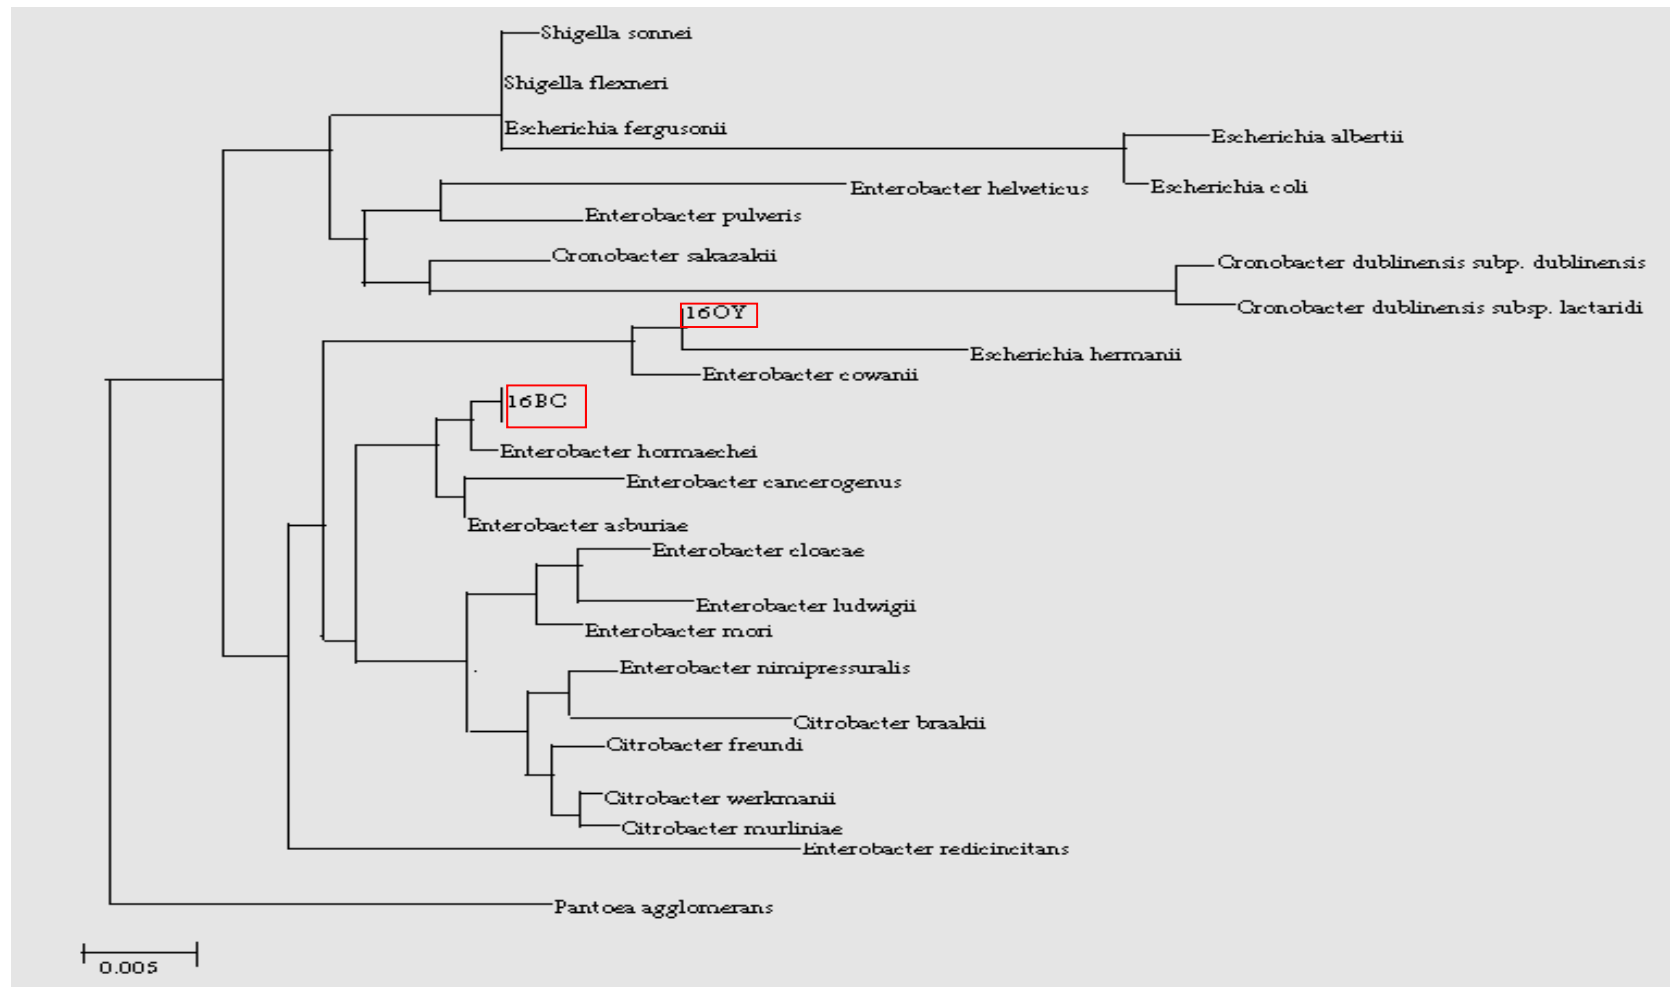 Shigella sonnei
Shigella flexneri
Escherichia fergusonii
Escherichia albertii
Enterobacter helveticus
Escherichia coli
Enterobacter pulveris
Cronobacter sakazakii
Cronobacter dublinensis subp. dublinensis
Cronobacter dublinensis subsp. lactaridi
16OY
Escherichia hermanii
Enterobacter cowanii
16BC
Enterobacter hormaechei
Enterobacter cancerogenus
Enterobacter asburiae
Enterobacter cloacae
Enterobacter ludwigii
Enterobacter mori
Enterobacter nimipressuralis
Citrobacter braakii
Citrobacter freundi
Citrobacter werkmanii
Citrobacter murliniae
Enterobacter redicincitans
Pantoea agglomerans
0.005